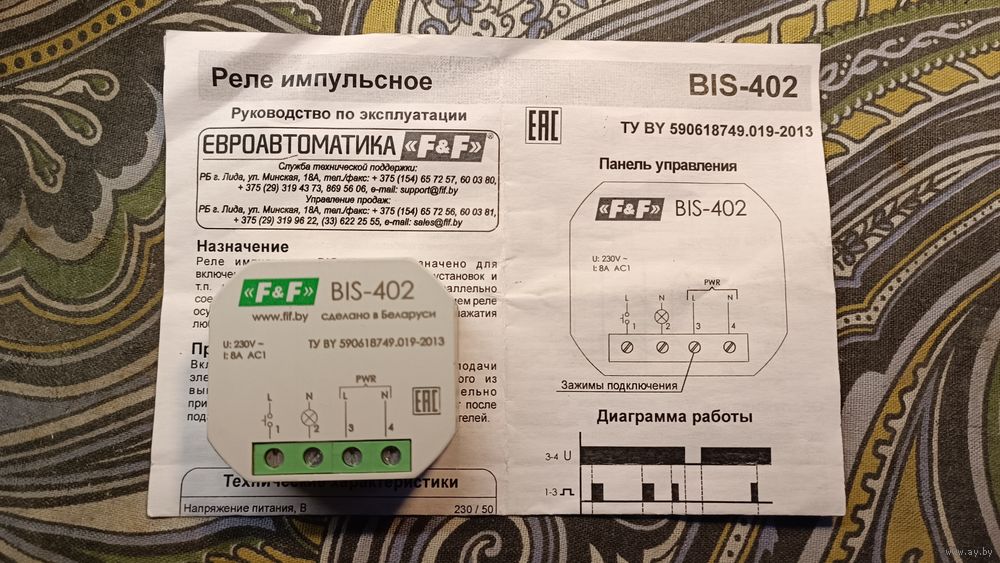 Реле импульсное
BIS-402
Руководство по эксплуатации
ЕВРОАВТОМАТИКА «F&F»®
Служба технической поддержки:
РБ г. Лида, ул. Минская, 18А, тел./факс: + 375 (154) 65 72 57, 60 03 80,
+ 375 (29) 319 43 73, 869 56 06, e-mail: support@fif.by
Управление продаж:
РБ г. Лида, ул. Минская, 18А, тел./факс: + 375 (154) 65 72 56, 60 03 81,
+ 375 (29) 319 96 22, (33) 622 25 55, e-mail: sales@fif.by
Назначение
Реле
для
установок и
т.п.
«F&F» BIS-402
www.fif.by сделано в Беларуси
U: 230V ~
I: 8A AC1
ТУ BY 590618749.019-2013
PWR
L N L N
EAC
1 2 3 4
Технические характеристики
Напряжение питания, В 230 / 50
EAC
ТУ BY 590618749.019-2013
Панель управления
«F&F» BIS-402
U: 230V ~
I: 8A AC1
PWR
L N L N
1 2 3 4
Зажимы подключения
Диаграмма работы
3-4 U
1-3
www.ay.by